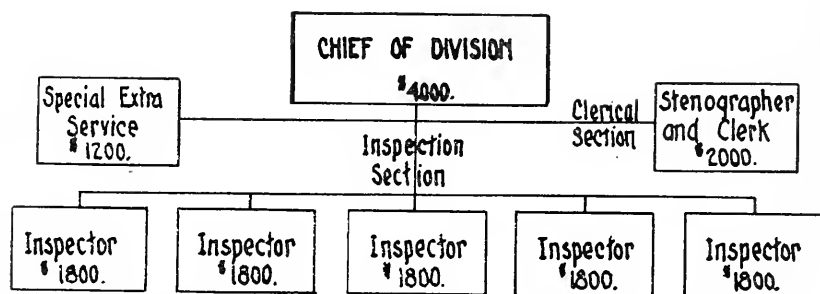 CHIEF OF DIVISION
$4000.
Special Extra
Service
$1200.
Clerical
Section
Stenographer
and Clerk
$2000.
Inspection
Section
Inspector
$1800.
Inspector
$1800.
Inspector
$1800.
Inspector
$1800.
Inspector
$1800.